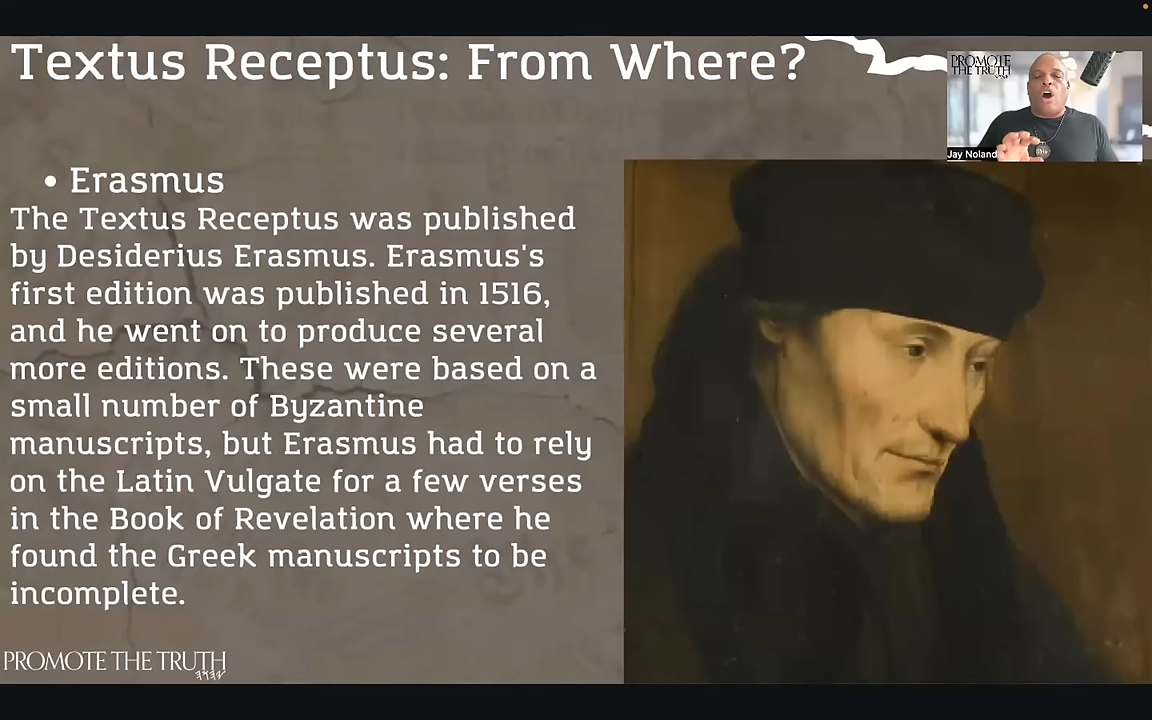 Textus Receptus: From Where?
PROMOTE
THE TRUTH
Jay Noland
• Erasmus
The Textus Receptus was published
by Desiderius Erasmus. Erasmus's
first edition was published in 1516,
and he went on to produce several
more editions. These were based on a
small number of Byzantine
manuscripts, but Erasmus had to rely
on the Latin Vulgate for a few verses
in the Book of Revelation where he
found the Greek manuscripts to be
incomplete.
PROMOTE THE TRUTH